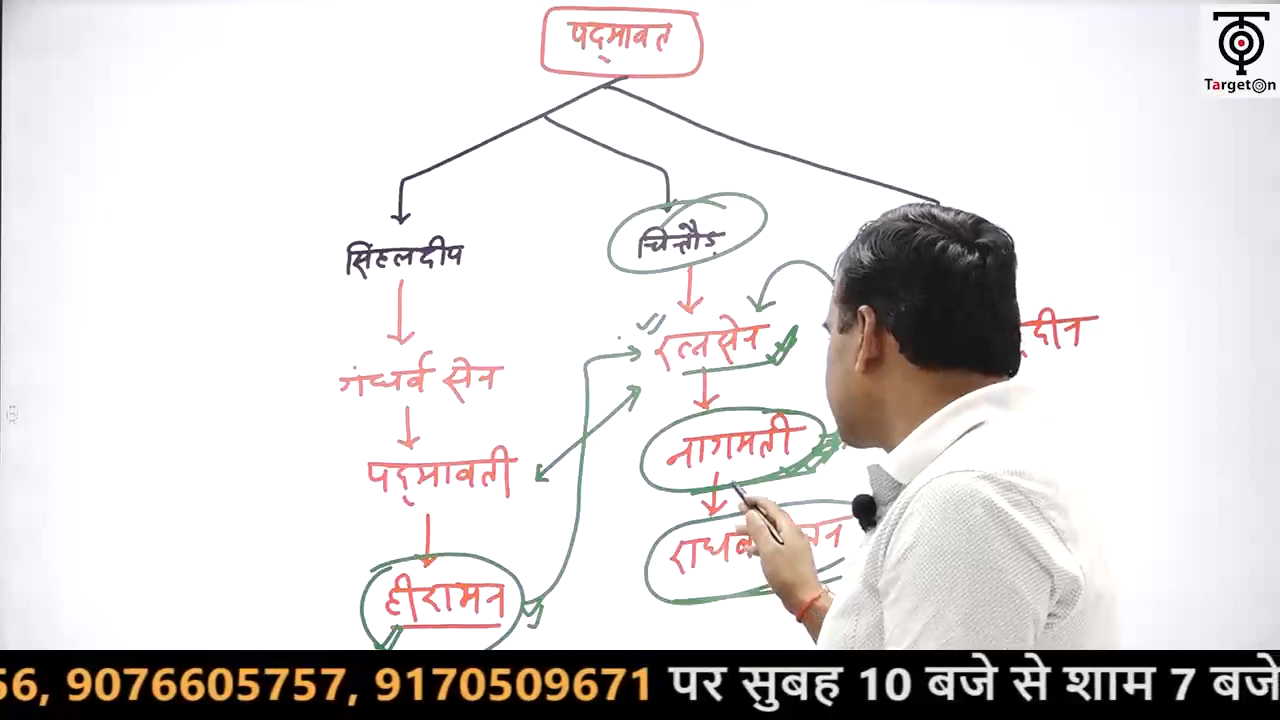 पद्मावत
TargetOn
सिंहलदीप
चित्तौड़
रत्नसेन
गंधर्व सेन
नागमती
पद्मावती
हीरामन
56, 9076605757, 9170509671 पर सुबह 10 बजे से शाम 7 बजे